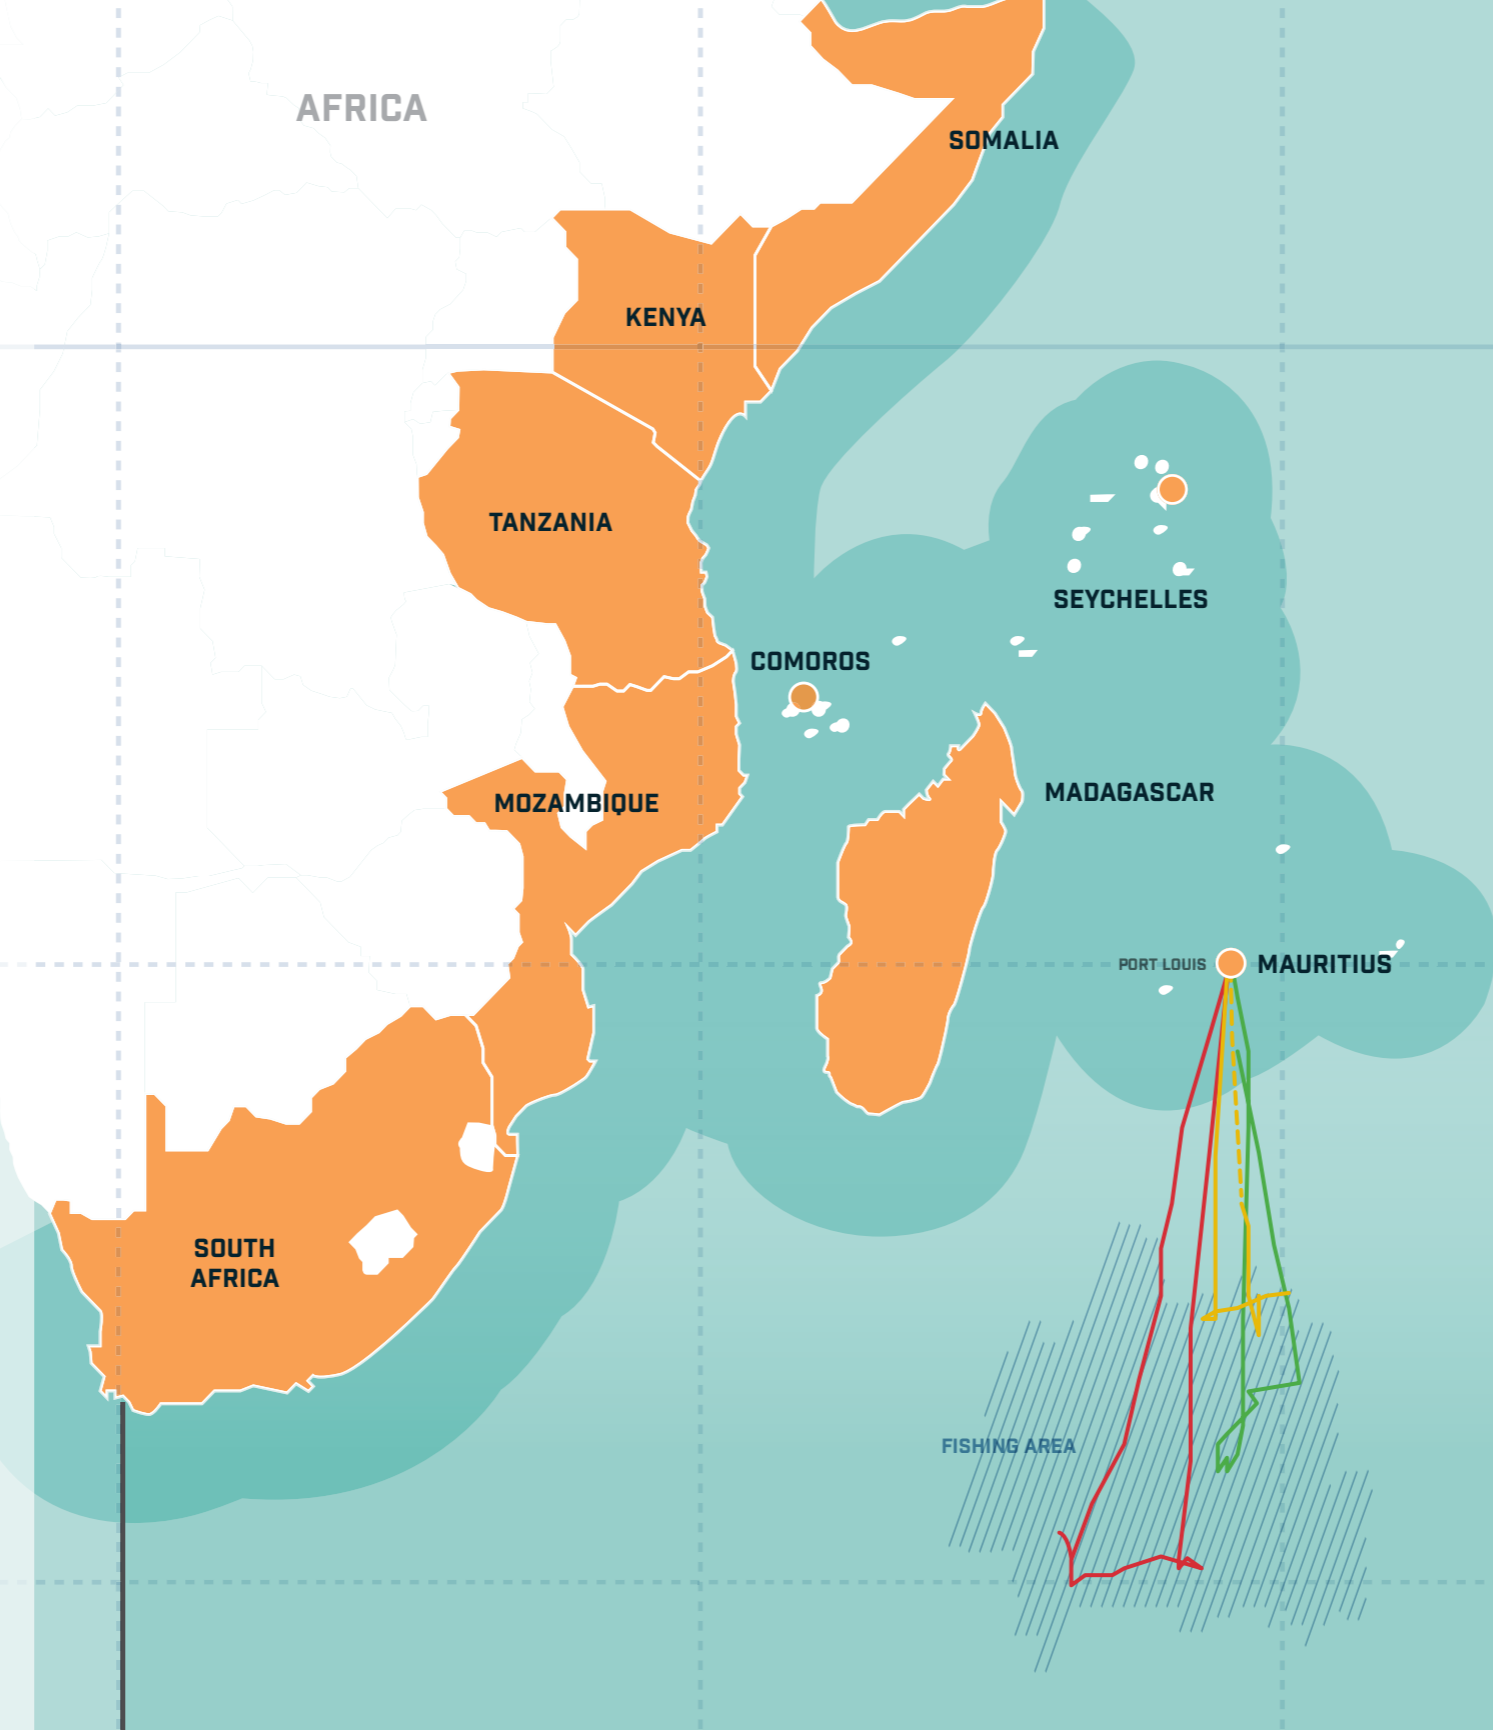 AFRICA
SOMALIA
KENYA
TANZANIA
SEYCHELLES
COMOROS
MADAGASCAR
MOZAMBIQUE
PORT LOUIS
MAURITIUS
SOUTH
AFRICA
FISHING AREA